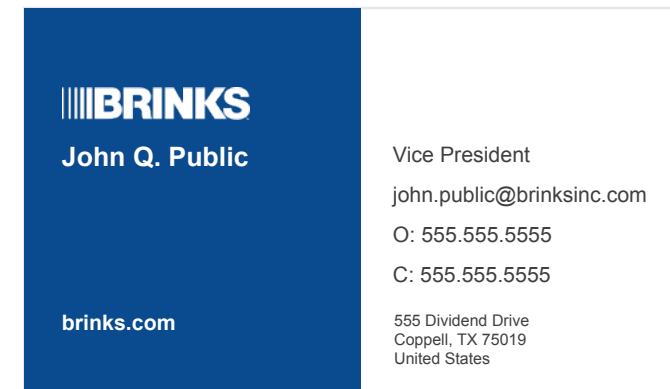 BRINKS
John Q. Public
brinks.com
Vice President
john.public@brinksinc.com
O: 555.555.5555
C: 555.555.5555
555 Dividend Drive
Coppell, TX 75019
United States